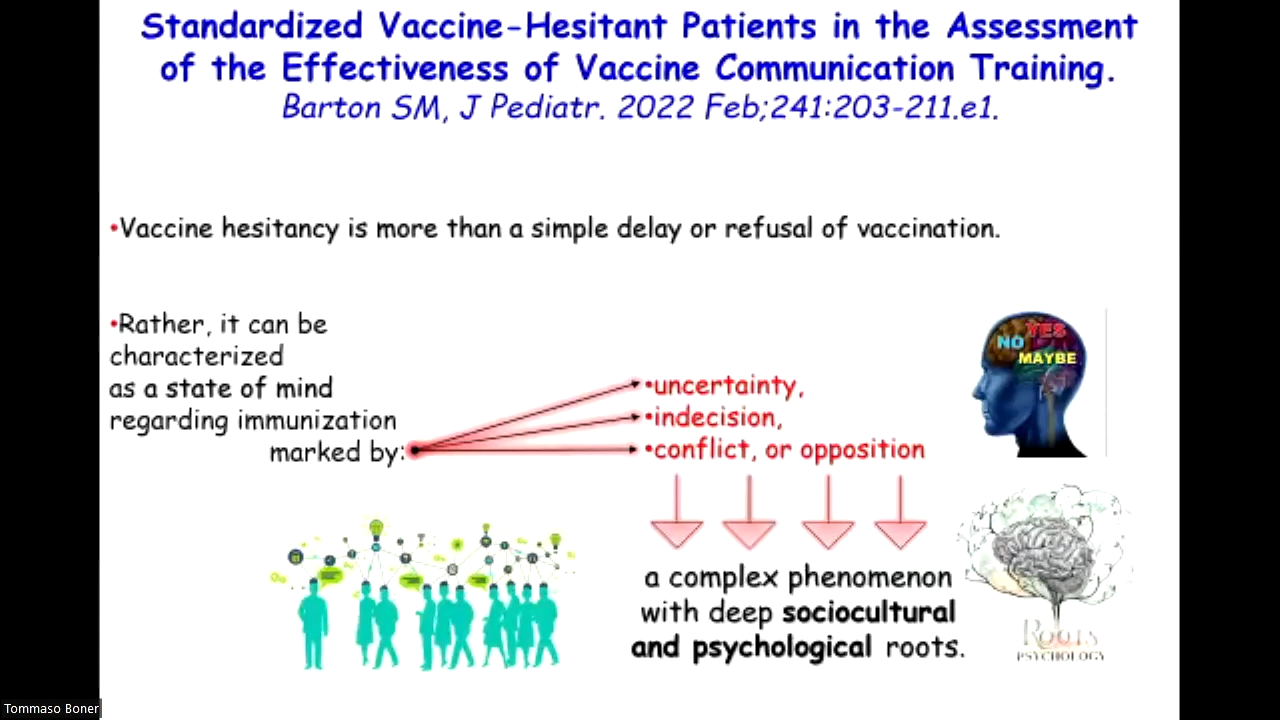 Standardized Vaccine-Hesitant Patients in the Assessment
of the Effectiveness of Vaccine Communication Training.
Barton SM, J Pediatr. 2022 Feb;241:203-211.e1.
•Vaccine hesitancy is more than a simple delay or refusal of vaccination.
•Rather, it can be
characterized
as a state of mind
regarding immunization
marked by:
•uncertainty,
•indecision,
•conflict, or opposition
NO YES
MAYBE
a complex phenomenon
with deep sociocultural
and psychological roots.
ROOTS
PSYCHOLOGY
Tommaso Boner